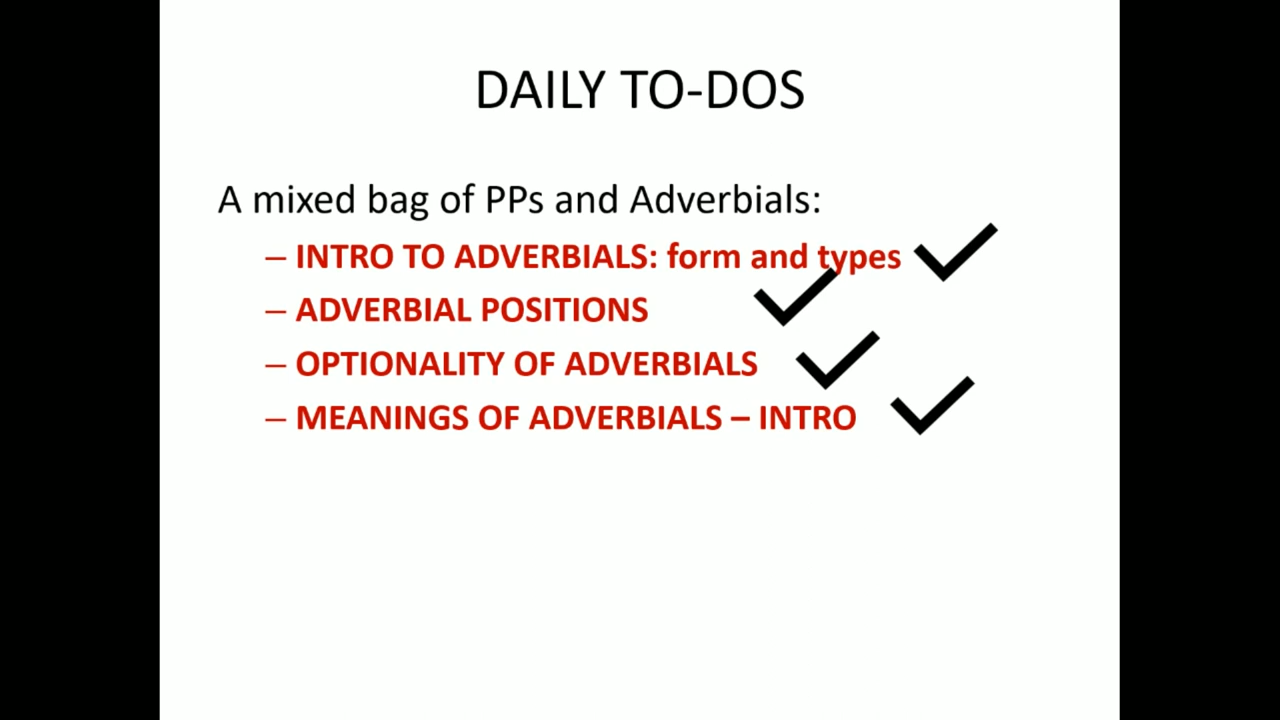 DAILY TO-DOS
A mixed bag of PPs and Adverbials:
– INTRO TO ADVERBIALS: form and types
– ADVERBIAL POSITIONS
– OPTIONALITY OF ADVERBIALS
– MEANINGS OF ADVERBIALS – INTRO